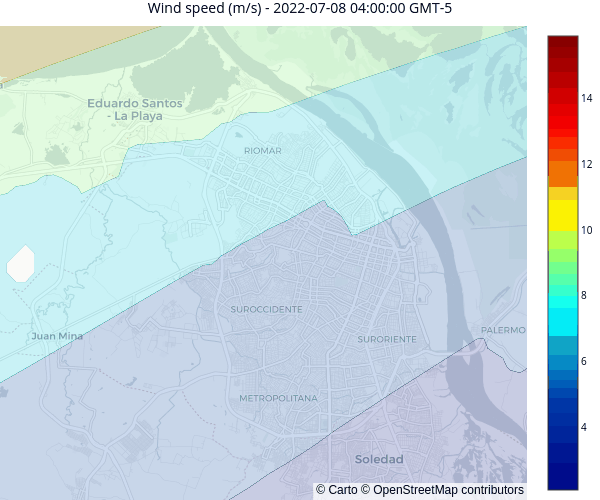 Wind speed (m/s) - 2022-07-08 04:00:00 GMT-5
14
Eduardo Santos
- La Playa
RIOMAR
12
10
8
SUROCCIDENTE
PALERMO
Juan Mina
SURORIENTE
6
METROPOLITANA
4
Soledad
© Carto © OpenStreetMap contributors